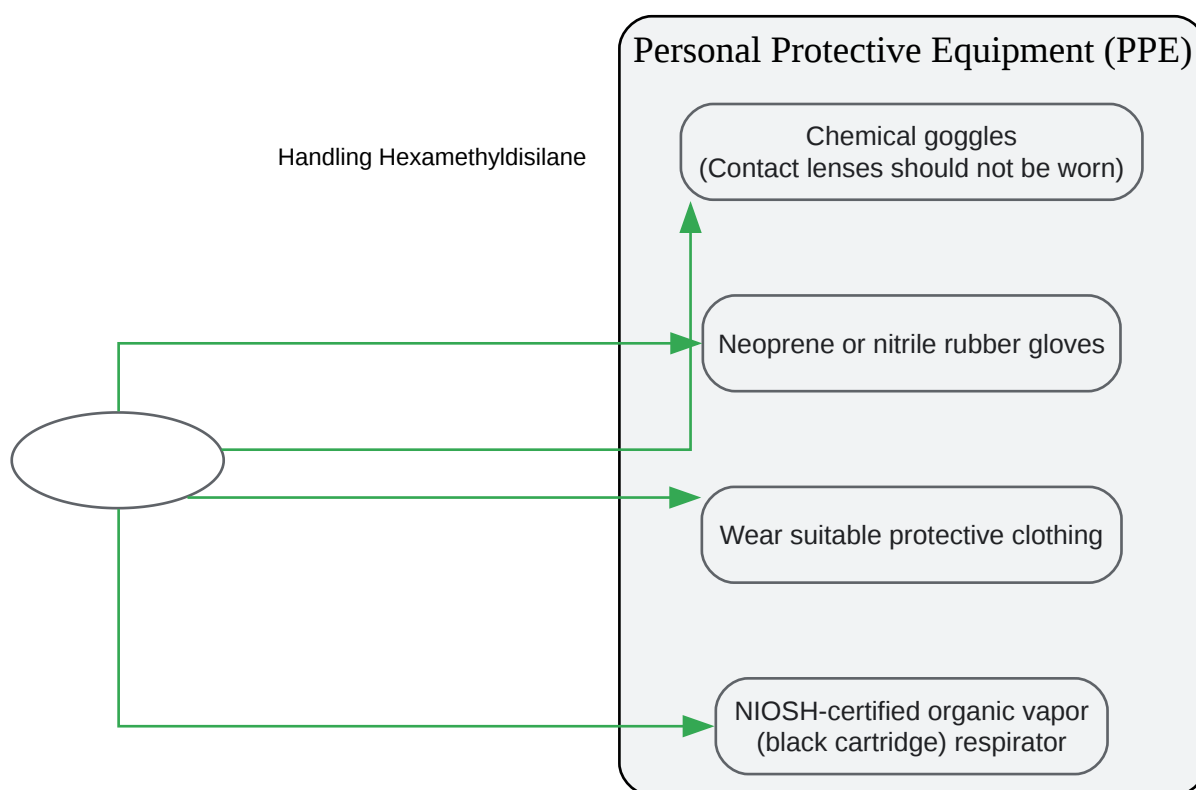 Personal Protective Equipment (PPE)
Handling Hexamethyldisilane
Chemical goggles
(Contact lenses should not be worn)
Neoprene or nitrile rubber gloves
Wear suitable protective clothing
NIOSH-certified organic vapor
(black cartridge) respirator